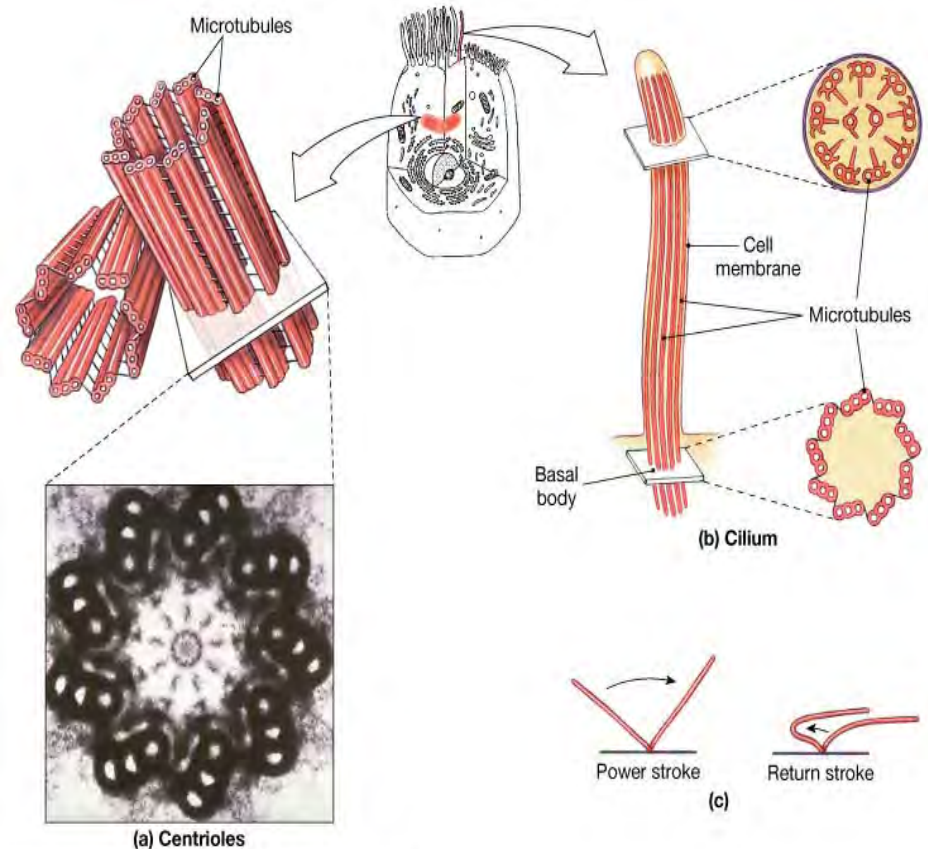 Microtubules
Cell
membrane
Microtubules
Basal
body
(b) Cilium
Power stroke
Return stroke
(c)
(a) Centrioles